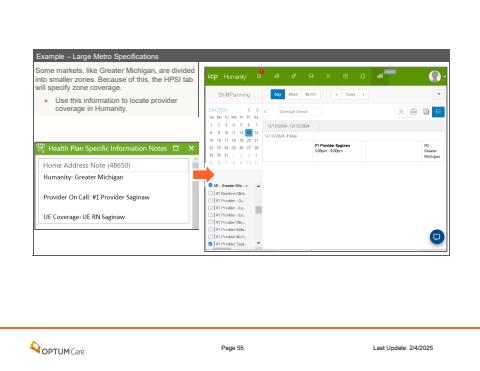 Example – Large Metro Specifications
Some markets, like Greater Michigan, are divided
into smaller zones. Because of this, the HPSI tab
will specify zone coverage.
• Use this information to locate provider
coverage in Humanity.
Health Plan Specific Information Notes
Home Address Note (48650)
Humanity: Greater Michigan
Provider On Call: #1 Provider Saginaw
UE Coverage: UE RN Saginaw
tcp Humanity
ShiftPlanning
Day Week Month < Today >
Dec 2024 < >
Su Mo Tu We Th Fr Sa
1 2 3 4 5 6 7
8 9 10 11 12 13 14
15 16 17 18 19 20 21
22 23 24 25 26 27 28
29 30 31 1 2 3 4
5 6 7 8 9 10 11
Schedule Search
12/13/2024 - 12/13/2024
12/13/2024 - Friday
#1 Provider Saginaw
5:00pm - 9:00pm
MI -
Greater
Michigan
MI - Greater Mic..
#1 Daytime Clini..
#1 Provider - Gr..
#1 Provider - Ea..
#1 Provider - Ea..
#1 Provider Flin..
#1 Provider Kala..
#1 Provider Nort..
#1 Provider Sagi..
OPTUM Care
Page 55
Last Update: 2/4/2025